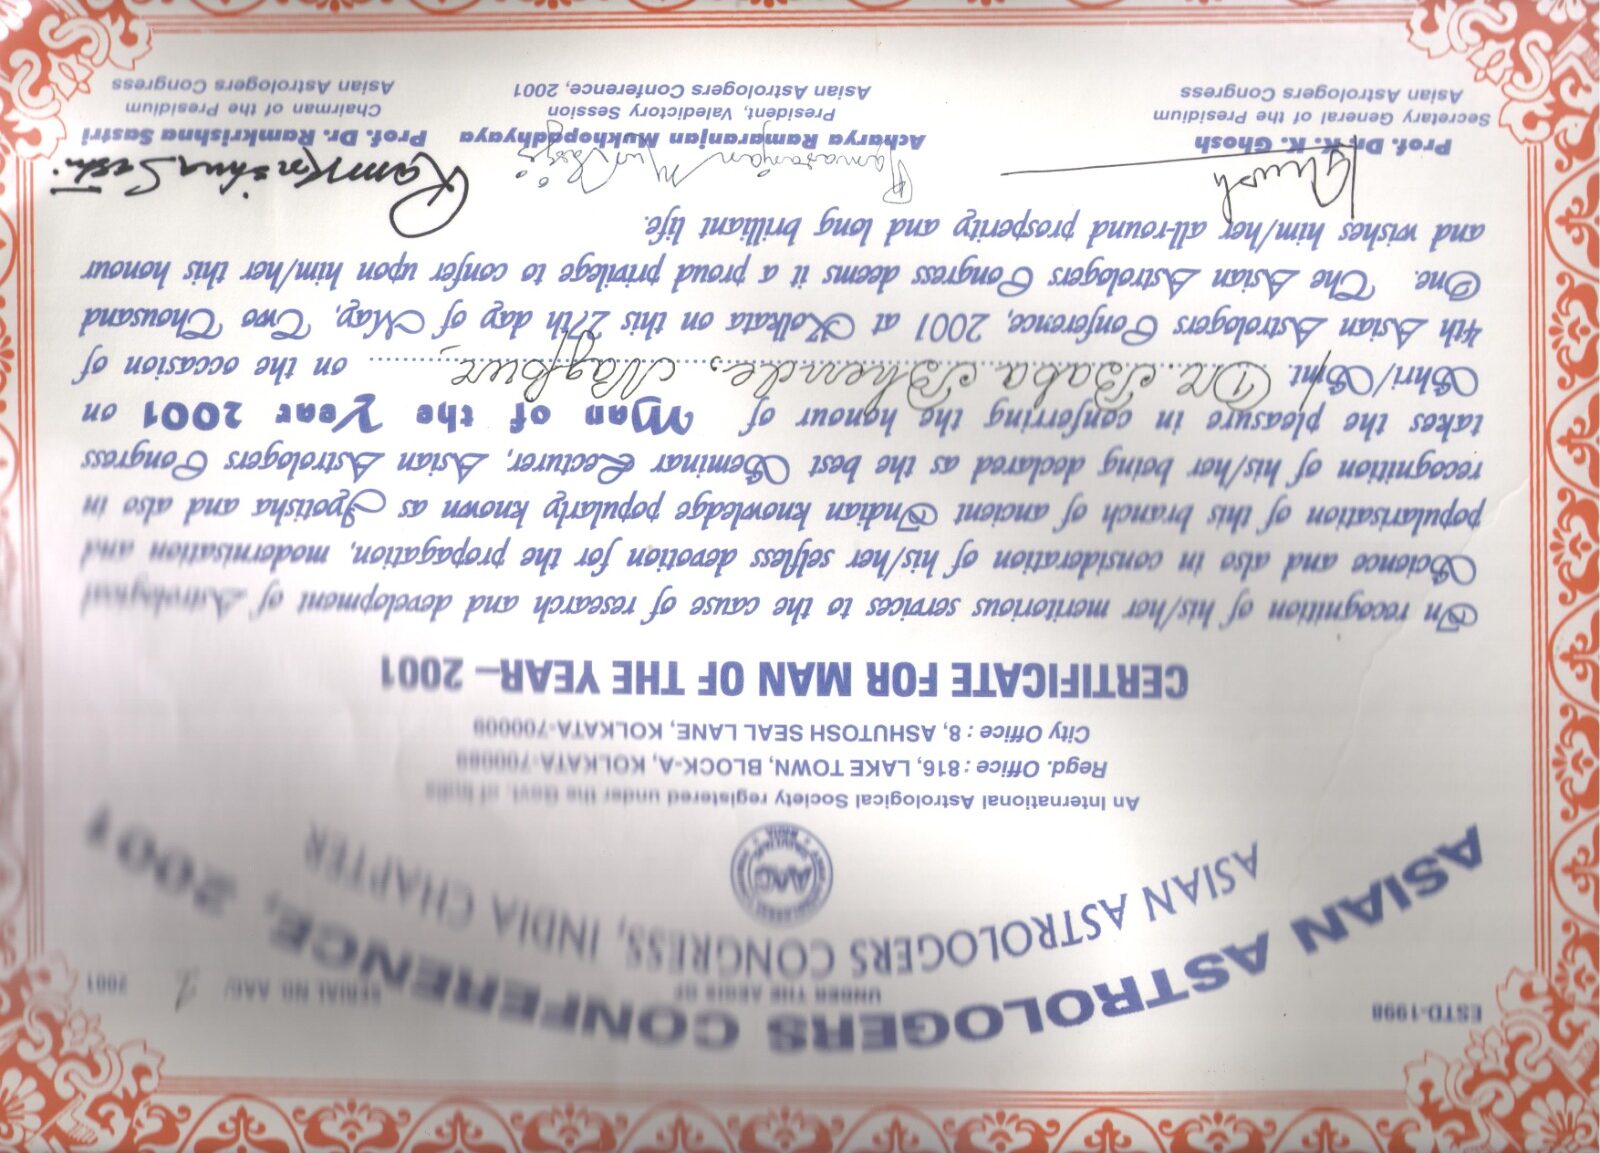 ESTD-1998
SERIAL NO. AAC/ 2 2001
ASIAN ASTROLOGERS CONFERENCE, 2001
UNDER THE AEGIS OF
ASIAN ASTROLOGERS CONGRESS, INDIA CHAPTER
AAC
An International Astrological Society registered under the Govt. of India
Regd. Office : 816, LAKE TOWN, BLOCK-A, KOLKATA-700089
City Office : 8, ASHUTOSH SEAL LANE, KOLKATA-700009
CERTIFICATE FOR MAN OF THE YEAR–2001
In recognition of his/her meritorious services to the cause of research and development of Astrological
Science and also in consideration of his/her selfless devotion for the propagation, modernisation and
popularisation of this branch of ancient Indian knowledge popularly known as Jyotisha and also in
recognition of his/her being declared as the best Seminar Lecturer, Asian Astrologers Congress
takes the pleasure in conferring the honour of Man of the Year 2001 on
Shri/Smt. Dr. Baba Bhende, Nagpur on the occasion of
4th Asian Astrologers Conference, 2001 at Kolkata on this 27th day of May, Two Thousand
One. The Asian Astrologers Congress deems it a proud privilege to confer upon him/her this honour
and wishes him/her all-round prosperity and long brilliant life.
KGhosh
Ramaranjan
Ramkrishna Sastri
Prof. Dr. K. K. Ghosh
Secretary General of the Presidium
Asian Astrologers Congress
Acharya Ramaranjan Mukhopadhyaya
President, Valedictory Session
Asian Astrologers Conference, 2001
Prof. Dr. Ramkrishna Sastri
Chairman of the Presidium
Asian Astrologers Congress